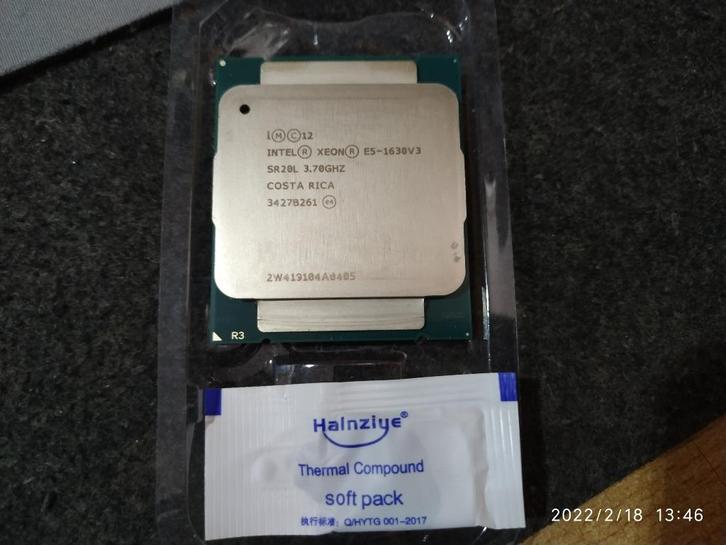 i Ⓜ Ⓒ 12
INTEL® XEON® E5-1630V3
SR20L 3.70GHZ
COSTA RICA
3427B261 e4
2W419104A0405
R3
Hainziye®
Thermal Compound
soft pack
执行标准: Q/HYTG 001-2017
2022/2/18 13:46